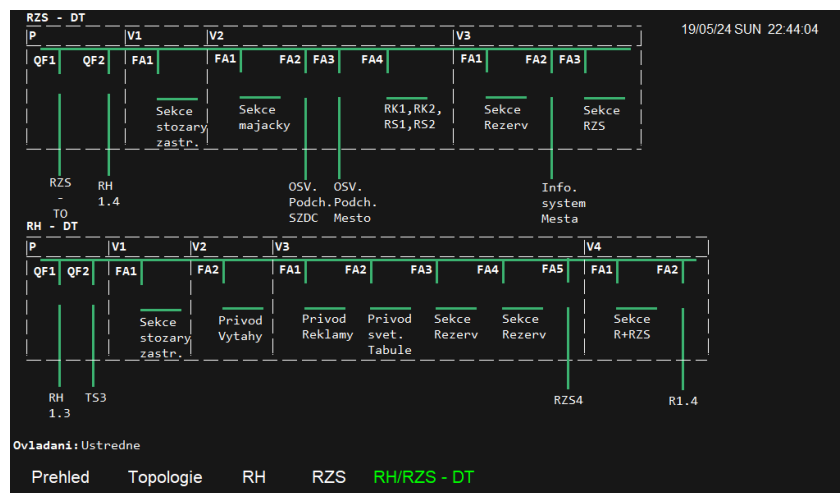 RZS - DT
19/05/24 SUN 22:44:04
P V1 V2 V3
QF1 QF2 FA1 FA1 FA2 FA3 FA4 FA1 FA2 FA3
Sekce Sekce RK1,RK2, Sekce Sekce
stozary majacky RS1,RS2 Rezerv RZS
zastr.
RZS RH OSV. OSV. Info.
- 1.4 Podch. Podch. system
TO SZDC Mesto Mesta
RH - DT
P V1 V2 V3 V4
QF1 QF2 FA1 FA2 FA1 FA2 FA3 FA4 FA5 FA1 FA2
Sekce Privod Privod Privod Sekce Sekce Sekce
stozary Vytahy Reklamy svet. Rezerv Rezerv R+RZS
zastr. Tabule
RH TS3 RZS4 R1.4
1.3
Ovladani: Ustredne
Prehled Topologie RH RZS RH/RZS - DT